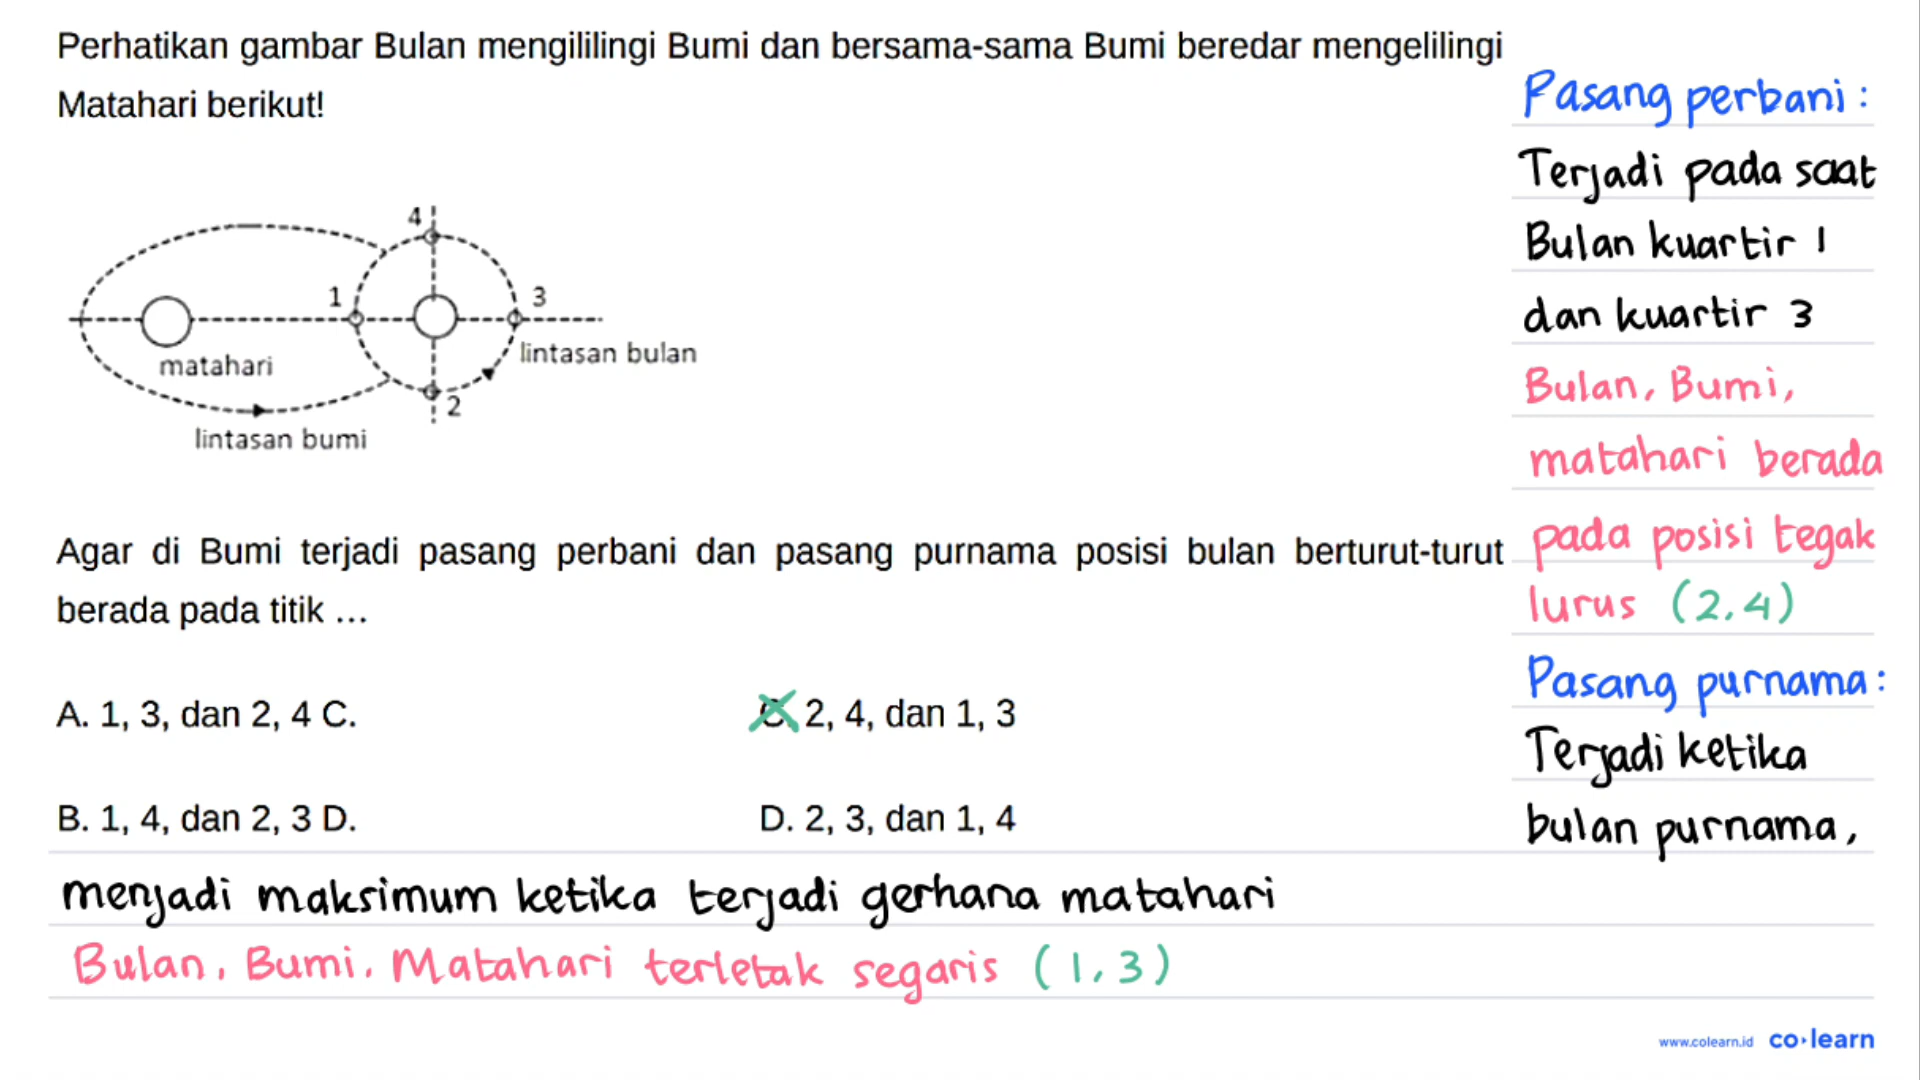 Perhatikan gambar Bulan mengililingi Bumi dan bersama-sama Bumi beredar mengelilingi
Matahari berikut!
4
1
3
matahari
lintasan bulan
2
lintasan bumi
Agar di Bumi terjadi pasang perbani dan pasang purnama posisi bulan berturut-turut
berada pada titik ...
A. 1, 3, dan 2, 4 C.
C. 2, 4, dan 1, 3
B. 1, 4, dan 2, 3 D.
D. 2, 3, dan 1, 4
Pasang perbani :
Terjadi pada saat
Bulan kuartir 1
dan kuartir 3
Bulan, Bumi,
matahari berada
pada posisi tegak
lurus (2,4)
Pasang purnama :
Terjadi ketika
bulan purnama,
menjadi maksimum ketika terjadi gerhana matahari
Bulan, Bumi, Matahari terletak segaris (1,3)
www.colearn.id co·learn